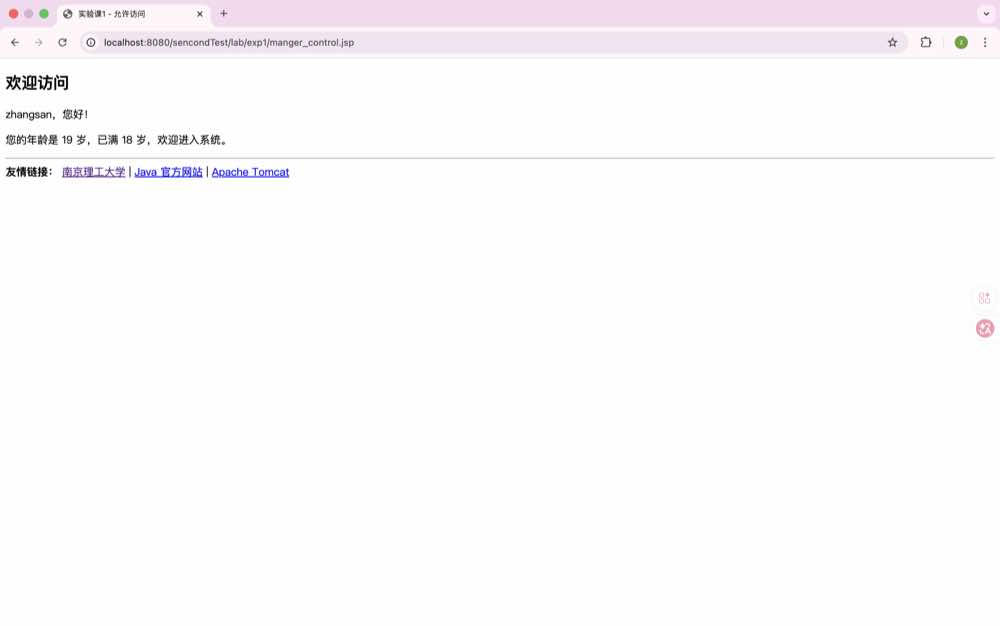 实验课1 - 允许访问
localhost:8080/sencondTest/lab/exp1/manger_control.jsp
欢迎访问
zhangsan，您好！
您的年龄是 19 岁，已满 18 岁，欢迎进入系统。
友情链接： 南京理工大学 | Java 官方网站 | Apache Tomcat